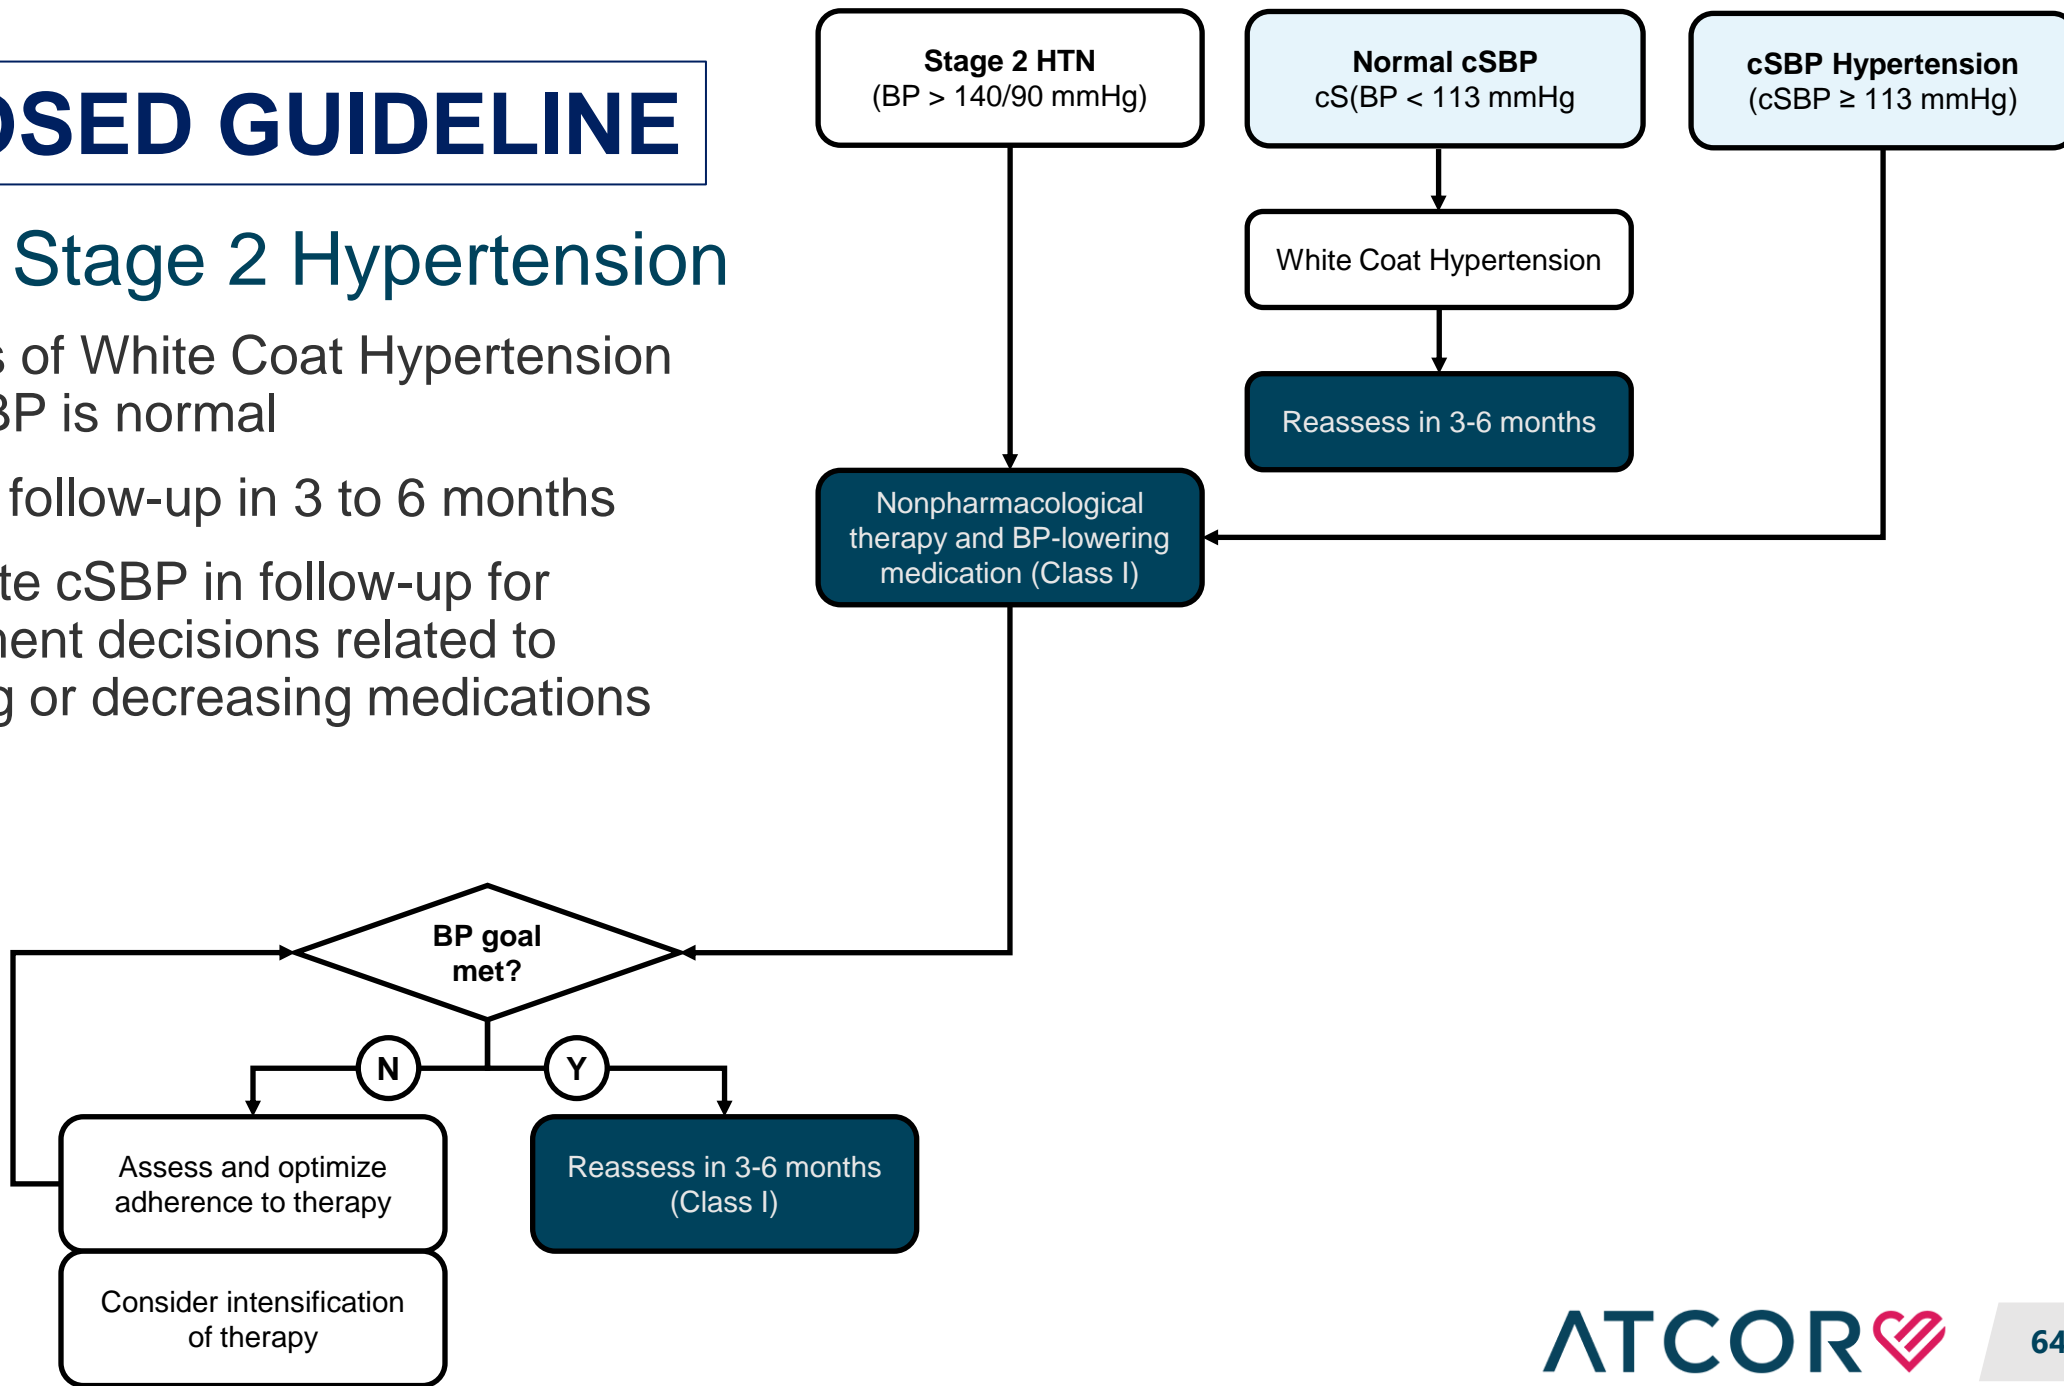 OSED GUIDELINE
Stage 2 Hypertension
s of White Coat Hypertension
BP is normal
follow-up in 3 to 6 months
te cSBP in follow-up for
nent decisions related to
g or decreasing medications
Stage 2 HTN
(BP > 140/90 mmHg)
Normal cSBP
cS(BP < 113 mmHg
cSBP Hypertension
(cSBP ≥ 113 mmHg)
White Coat Hypertension
Reassess in 3-6 months
Nonpharmacological
therapy and BP-lowering
medication (Class I)
BP goal
met?
N
Y
Assess and optimize
adherence to therapy
Reassess in 3-6 months
(Class I)
Consider intensification
of therapy
ATCOR
64